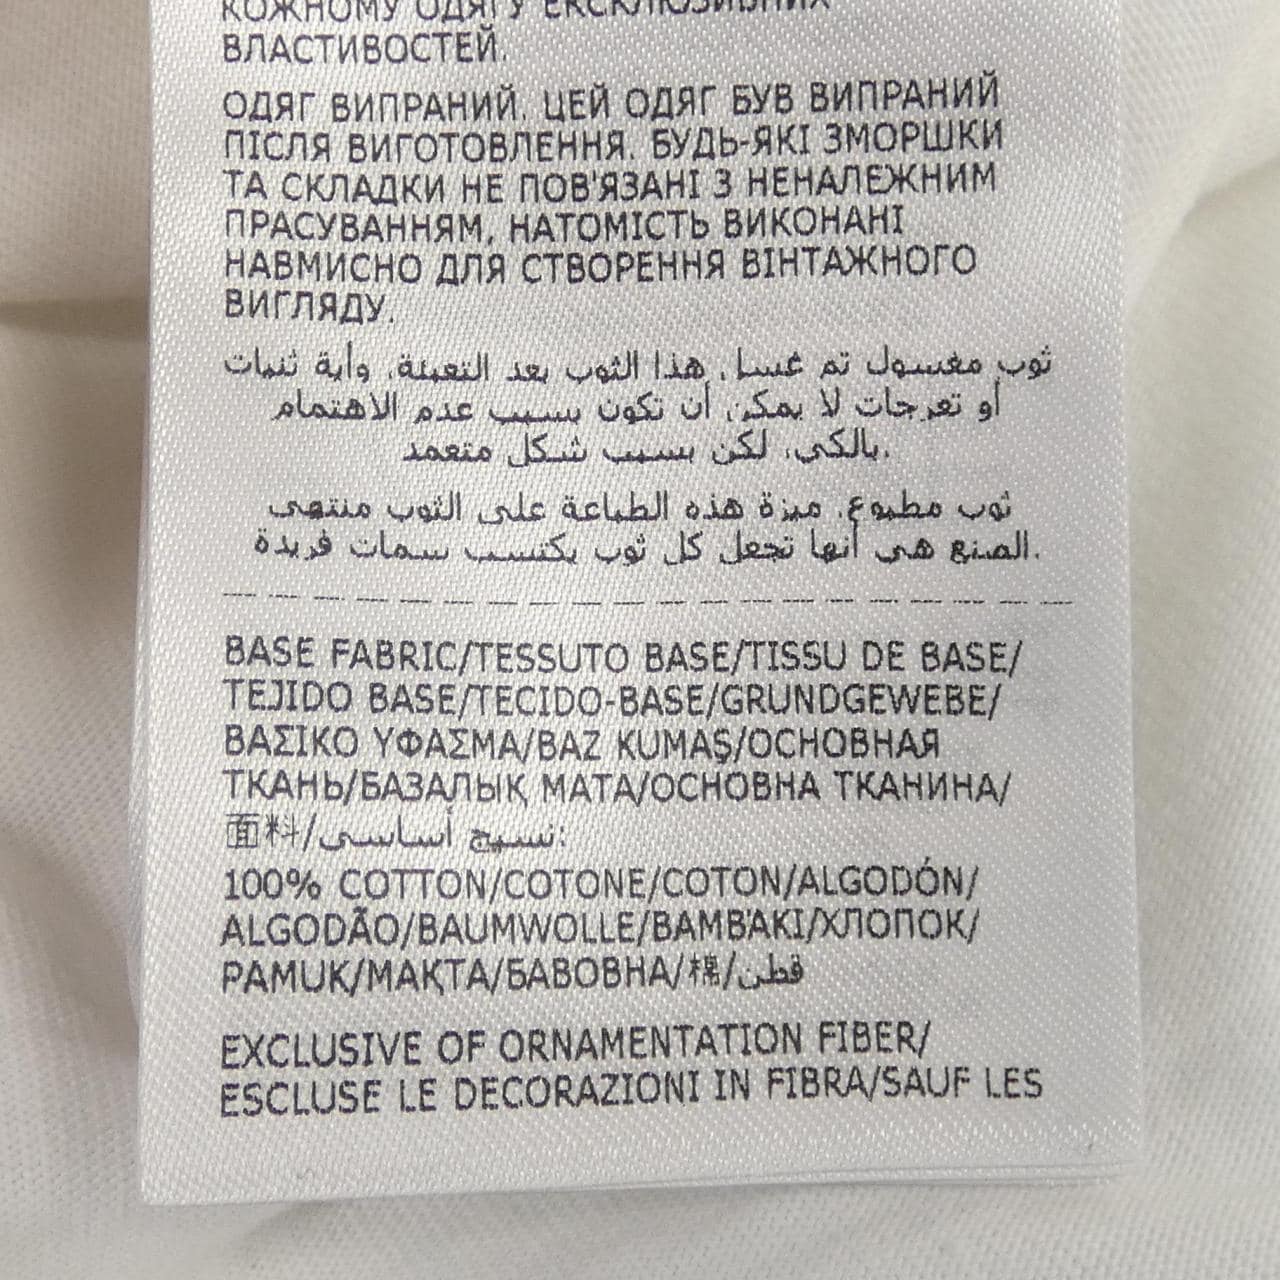 КОЖНОМУ ОДЯГУ ЕКСКЛЮЗИВНИХ
ВЛАСТИВОСТЕЙ.
ОДЯГ ВИПРАНИЙ. ЦЕЙ ОДЯГ БУВ ВИПРАНИЙ
ПІСЛЯ ВИГОТОВЛЕННЯ. БУДЬ-ЯКІ ЗМОРШКИ
ТА СКЛАДКИ НЕ ПОВ'ЯЗАНІ З НЕНАЛЕЖНИМ
ПРАСУВАННЯМ, НАТОМІСТЬ ВИКОНАНІ
НАВМИСНО ДЛЯ СТВОРЕННЯ ВІНТАЖНОГО
ВИГЛЯДУ.
ثوب مغسول تم غسل. هذا الثوب بعد التعبئة، وأية ثنيات
أو تعرجات لا يمكن أن تكون بسبب عدم الاهتمام
بالكي، لكن بسبب شكل متعمد.
ثوب مطبوع. ميزة هذه الطباعة على الثوب منتهى
الصنع هي أنها تجعل كل ثوب يكتسب سمات فريدة.
BASE FABRIC/TESSUTO BASE/TISSU DE BASE/
TEJIDO BASE/TECIDO-BASE/GRUNDGEWEBE/
ΒΑΣΙΚΟ ΥΦΑΣΜΑ/BAZ KUMAŞ/ОСНОВНАЯ
ТКАНЬ/БАЗАЛЫҚ МАТА/ОСНОВНА ТКАНИНА/
面料/نسيج أساسي:
100% COTTON/COTONE/COTON/ALGODÓN/
ALGODÃO/BAUMWOLLE/ΒΑΜΒΆΚΙ/ХЛОПОК/
PAMUK/МАҚТА/БАВОВНА/棉/قطن
EXCLUSIVE OF ORNAMENTATION FIBER/
ESCLUSE LE DECORAZIONI IN FIBRA/SAUF LES